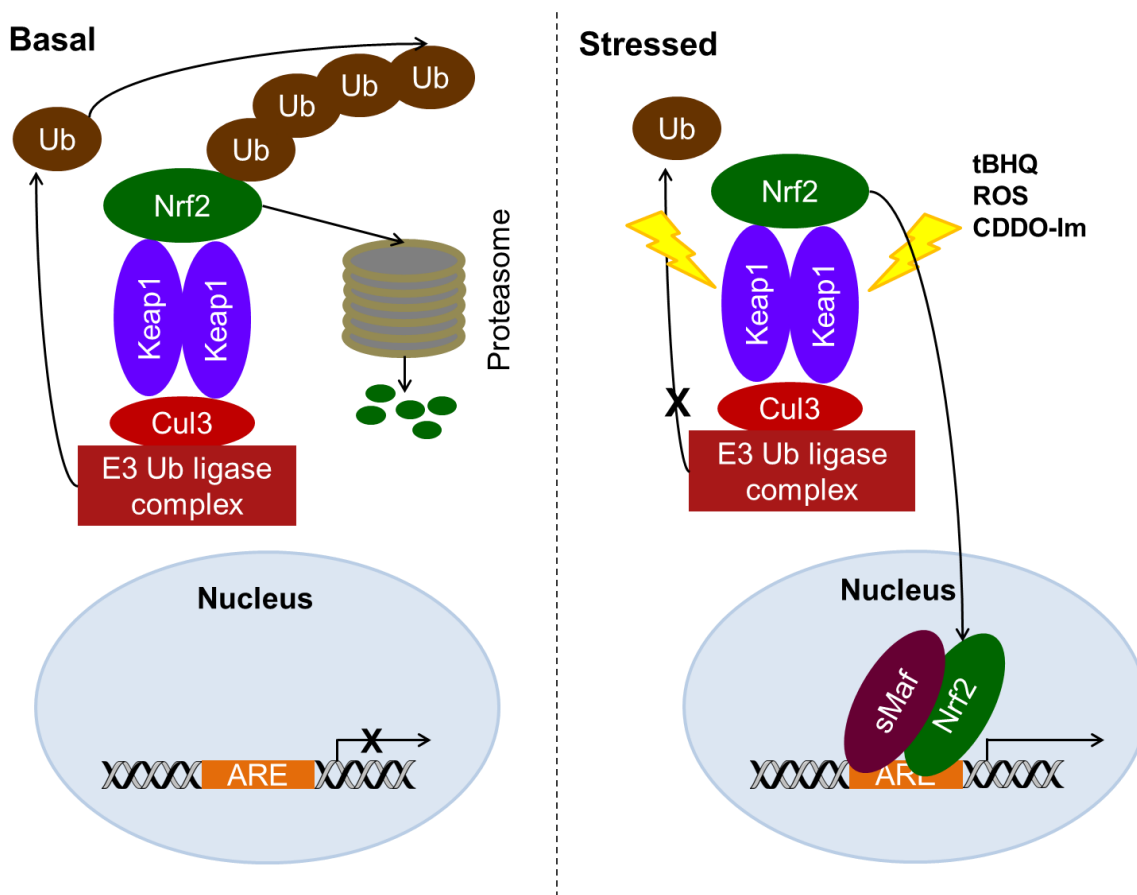 Basal
Ub
Ub
Ub
Ub
Ub
Nrf2
Keap1
Keap1
Proteasome
Cul3
E3 Ub ligase
complex
Nucleus
X
ARE
Stressed
Ub
Nrf2
tBHQ
ROS
CDDO-Im
Keap1
Keap1
X
Cul3
E3 Ub ligase
complex
Nucleus
sMaf
Nrf2
ARE